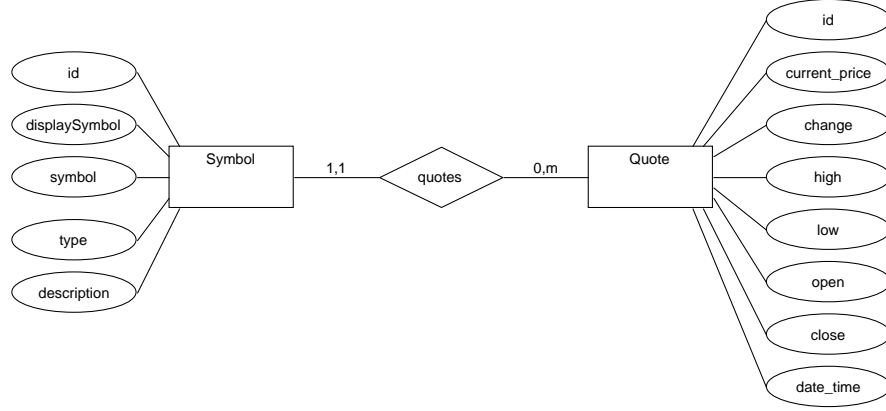 id
displaySymbol
symbol
type
description
Symbol
1,1
quotes
0,m
Quote
id
current_price
change
high
low
open
close
date_time